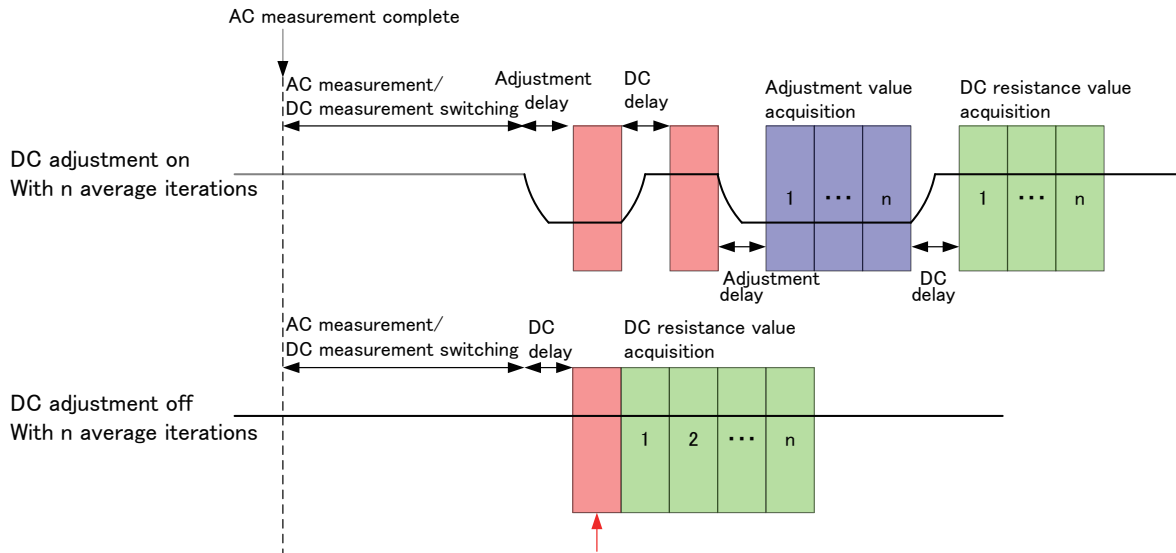 AC measurement complete
AC measurement/
DC measurement switching
Adjustment
delay
DC
delay
Adjustment value
acquisition
DC resistance value
acquisition
DC adjustment on
With n average iterations
1
･･･
n
1
･･･
n
Adjustment
delay
DC
delay
AC measurement/
DC measurement switching
DC
delay
DC resistance value
acquisition
DC adjustment off
With n average iterations
1
2
･･･
n